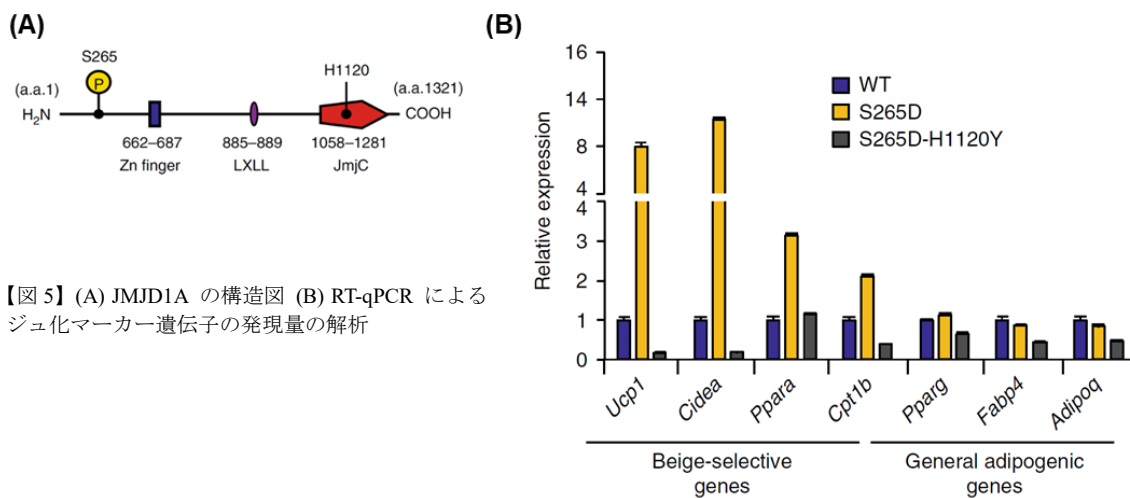 (A)
S265
P
H1120
(a.a.1)
(a.a.1321)
H2N
COOH
662–687
885–889
1058–1281
Zn finger
LXLL
JmjC
【図 5】(A) JMJD1A の構造図 (B) RT-qPCR による
ジュ化マーカー遺伝子の発現量の解析
(B)
Relative expression
16
14
8
4
4
3
2
1
0
WT
S265D
S265D-H1120Y
Ucp1
Cidea
Ppara
Cpt1b
Pparg
Fabp4
Adipoq
Beige-selective
genes
General adipogenic
genes